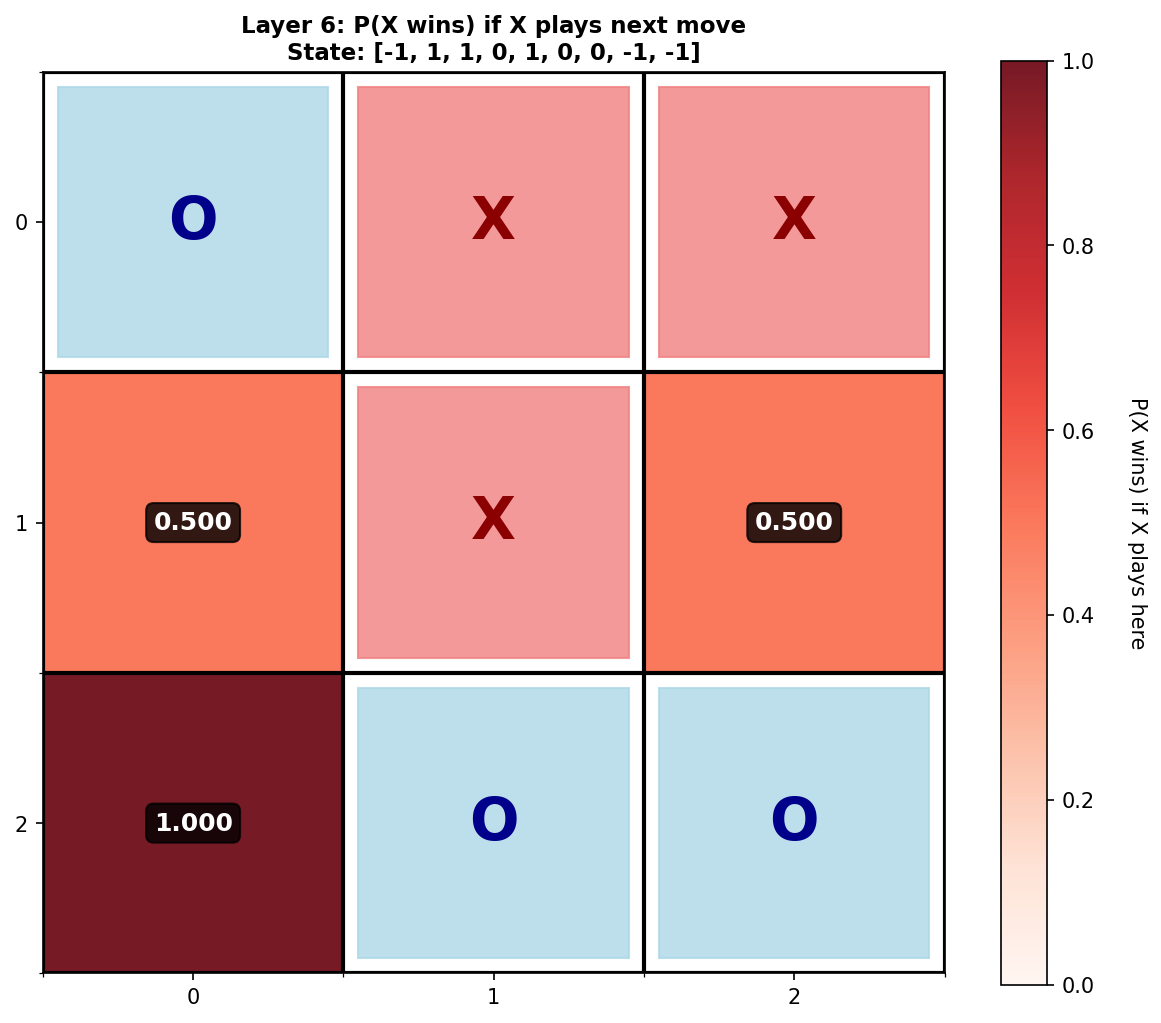 Layer 6: P(X wins) if X plays next move
State: [-1, 1, 1, 0, 1, 0, 0, -1, -1]
0
O
X
X
1
0.500
X
0.500
2
1.000
O
O
0
1
2
1.0
0.8
0.6
0.4
0.2
0.0
P(X wins) if X plays here